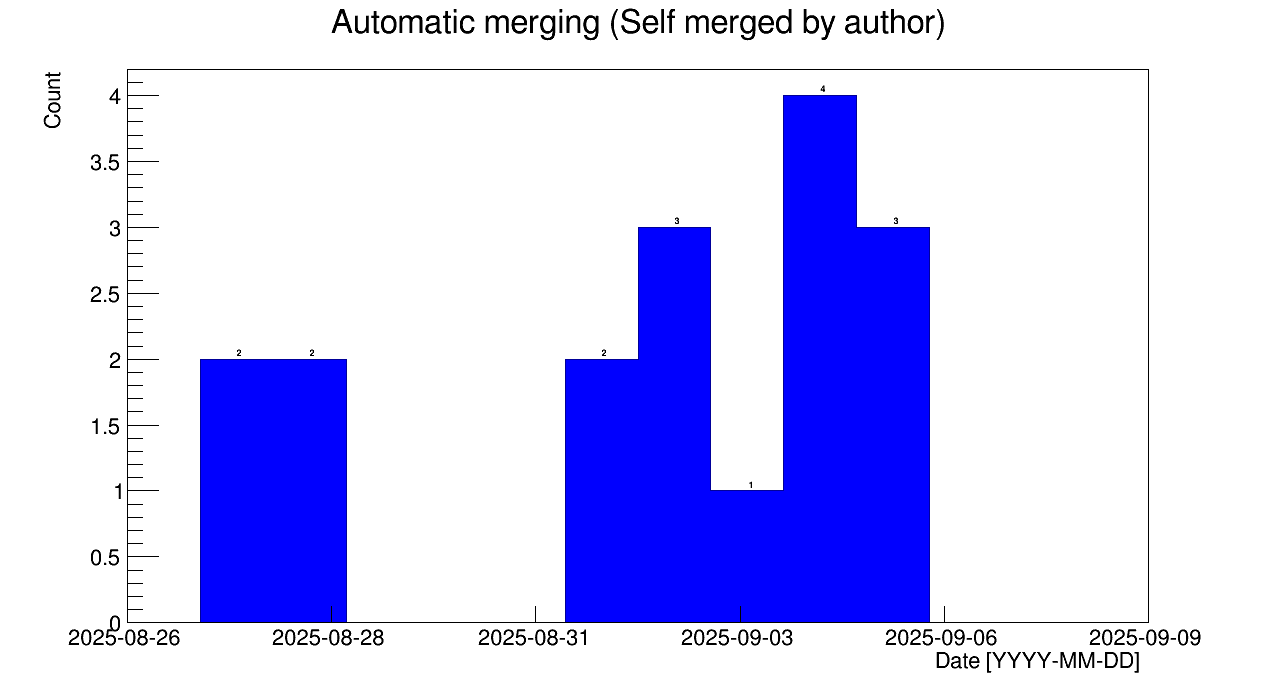 Automatic merging (Self merged by author)
Count
4
3.5
3
2.5
2
1.5
1
0.5
0
2 2 2 3 1 4 3
2025-08-26 2025-08-28 2025-08-31 2025-09-03 2025-09-06 2025-09-09
Date [YYYY-MM-DD]